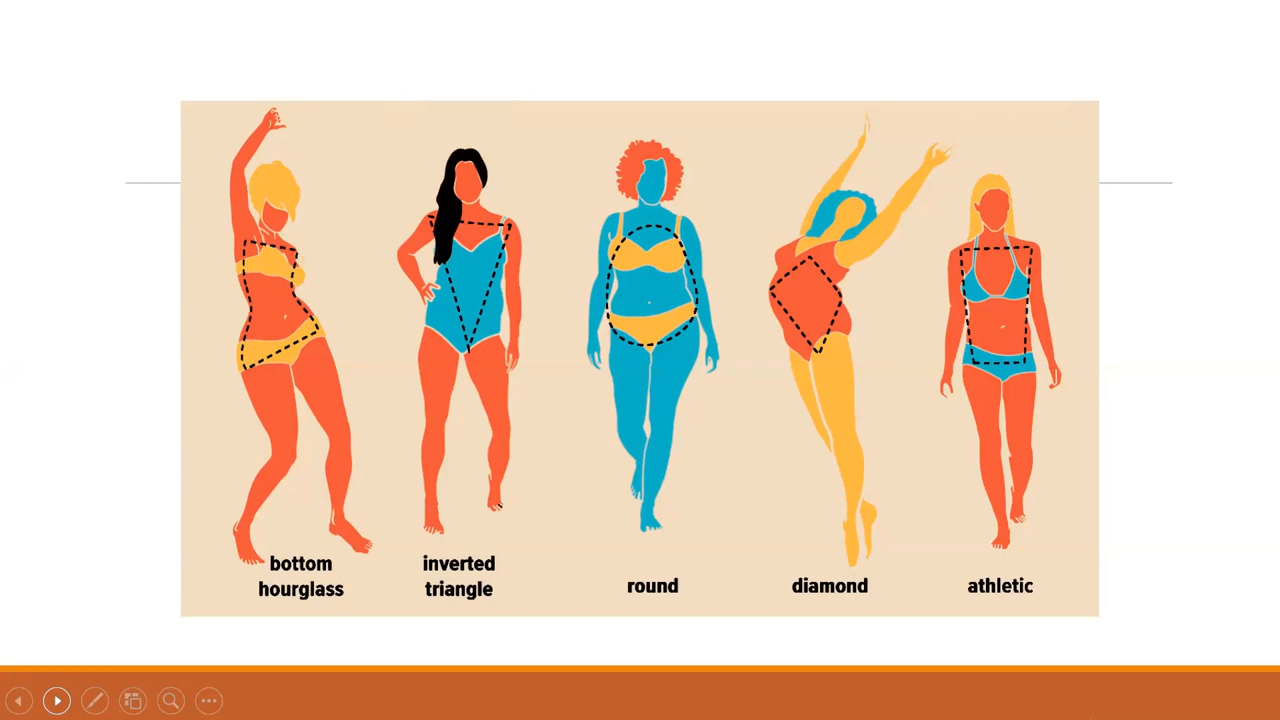 bottom
hourglass
inverted
triangle
round
diamond
athletic